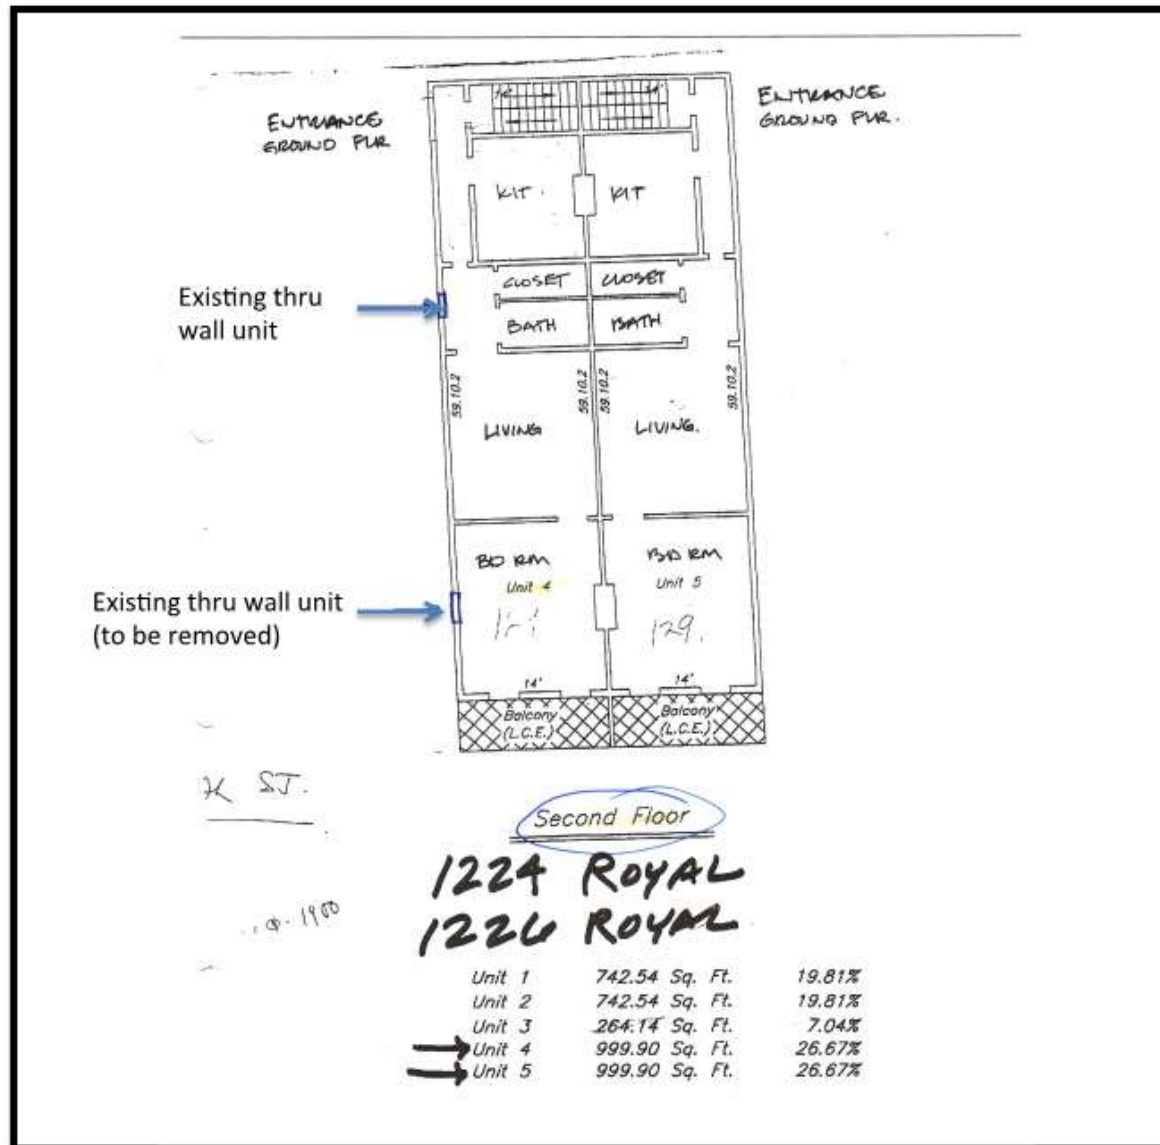 ENTRANCE
GROUND FLR
ENTRANCE
GROUND FLR.
14'
14'
KIT.
KIT
Existing thru
wall unit
CLOSET
CLOSET
BATH
BATH
59.10.2
59.10.2
59.10.2
59.10.2
LIVING
LIVING.
BD RM
BD RM
Unit 4
Unit 5
Existing thru wall unit
(to be removed)
129.
14'
14'
Balcony
(L.C.E.)
Balcony
(L.C.E.)
ST.
Second Floor
1224 ROYAL
1226 ROYAL
Unit 1 742.54 Sq. Ft. 19.81%
Unit 2 742.54 Sq. Ft. 19.81%
Unit 3 264.14 Sq. Ft. 7.04%
Unit 4 999.90 Sq. Ft. 26.67%
Unit 5 999.90 Sq. Ft. 26.67%